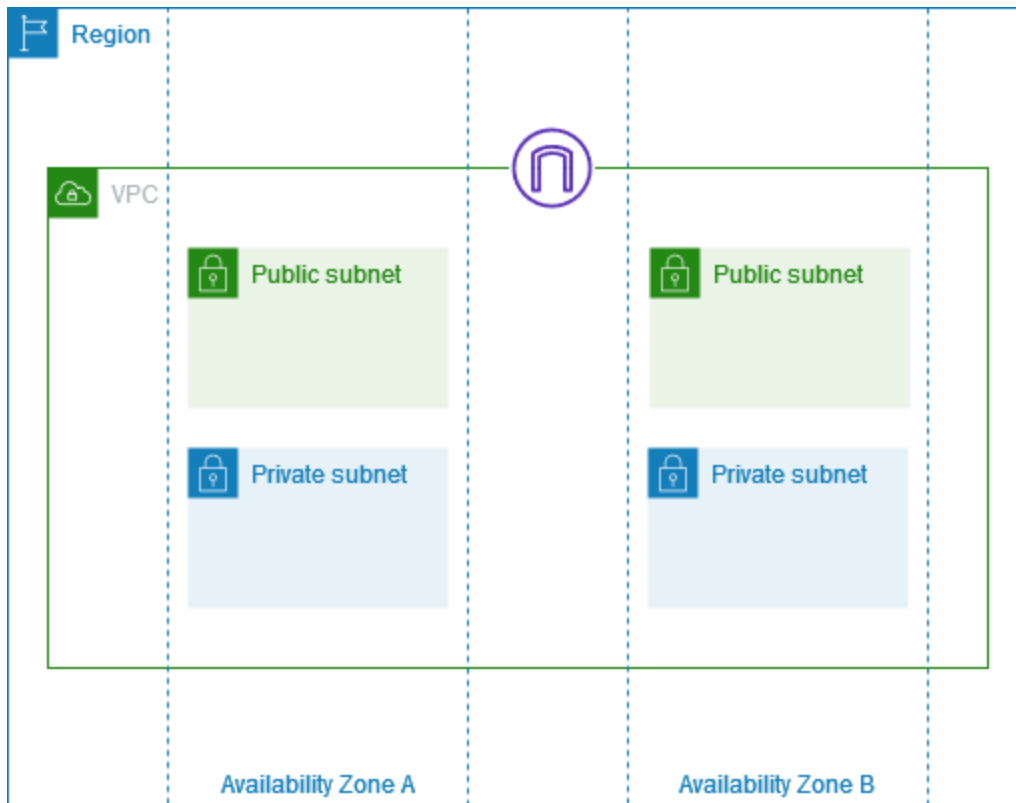 Region
VPC
Public subnet
Public subnet
Private subnet
Private subnet
Availability Zone A
Availability Zone B